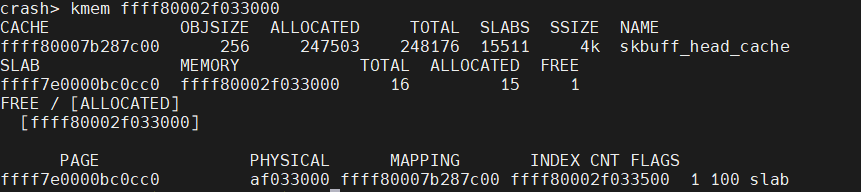 crash> kmem ffff80002f033000
CACHE OBJSIZE ALLOCATED TOTAL SLABS SSIZE NAME
ffff80007b287c00 256 247503 248176 15511 4k skbuff_head_cache
SLAB MEMORY TOTAL ALLOCATED FREE
ffff7e0000bc0cc0 ffff80002f033000 16 15 1
FREE / [ALLOCATED]
[ffff80002f033000]
PAGE PHYSICAL MAPPING INDEX CNT FLAGS
ffff7e0000bc0cc0 af033000 ffff80007b287c00 ffff80002f033500 1 100 slab